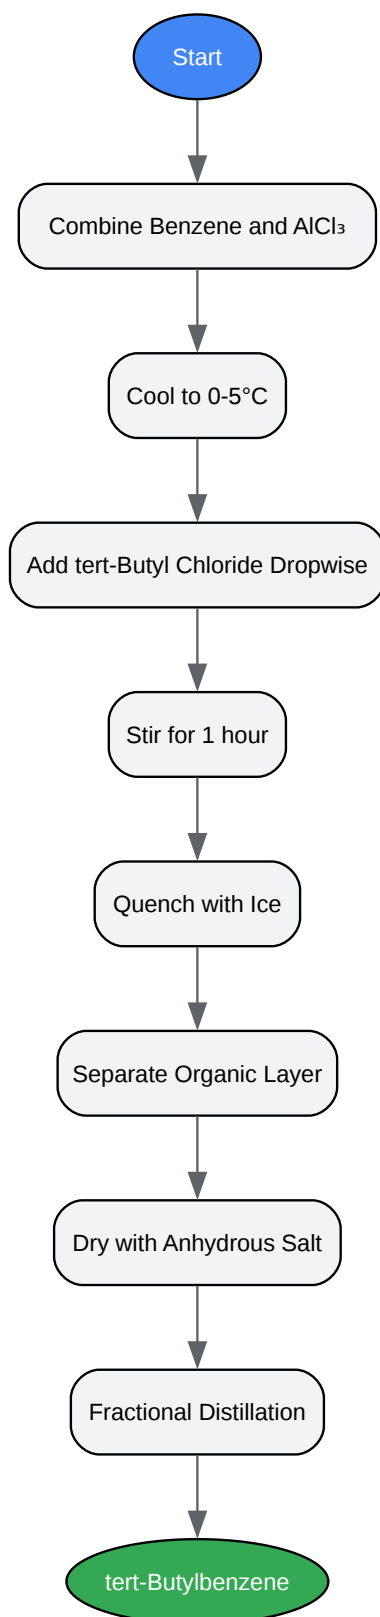 Start
Combine Benzene and AlCl₃
Cool to 0-5°C
Add tert-Butyl Chloride Dropwise
Stir for 1 hour
Quench with Ice
Separate Organic Layer
Dry with Anhydrous Salt
Fractional Distillation
tert-Butylbenzene